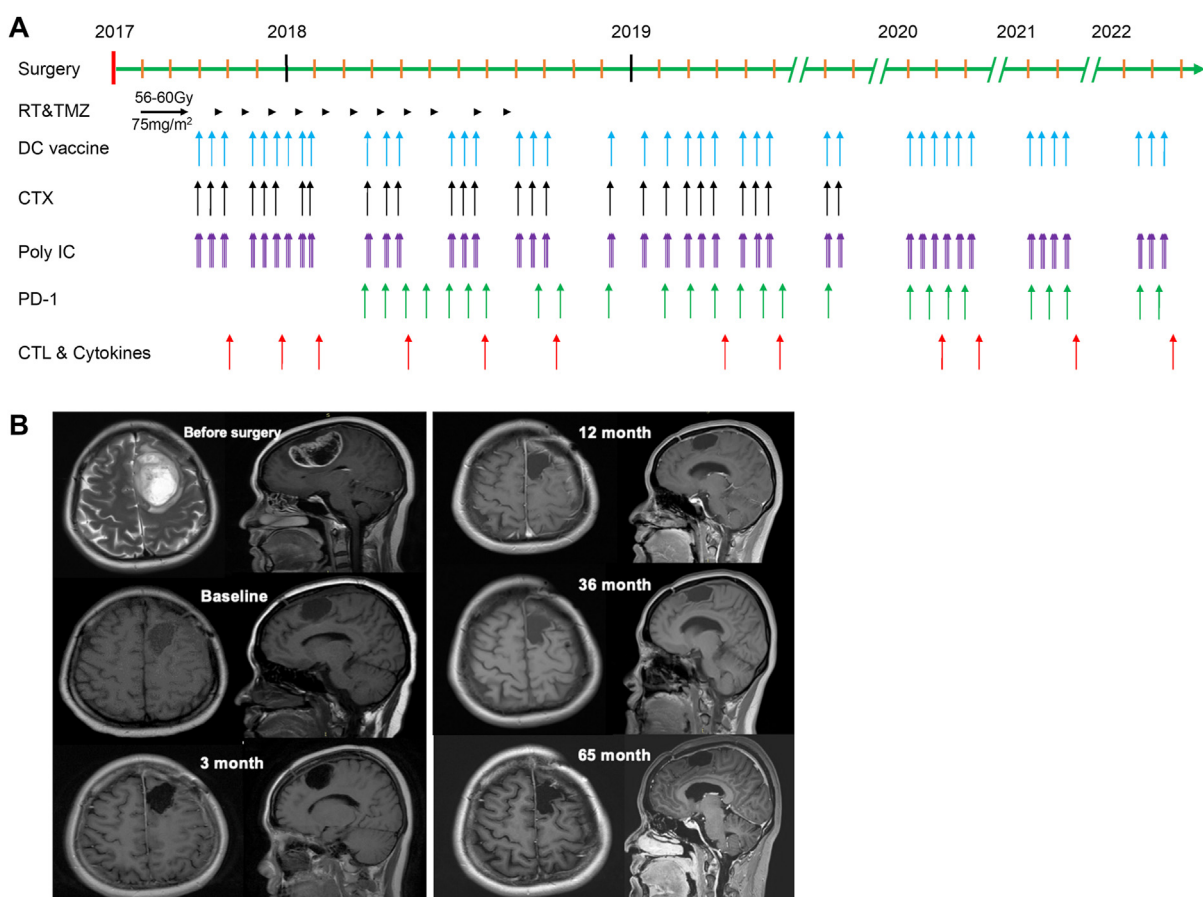 A
2017 2018 2019 2020 2021 2022
Surgery
RT&TMZ
56-60Gy
75mg/m²
DC vaccine
CTX
Poly IC
PD-1
CTL & Cytokines
B
Before surgery
12 month
Baseline
36 month
3 month
65 month